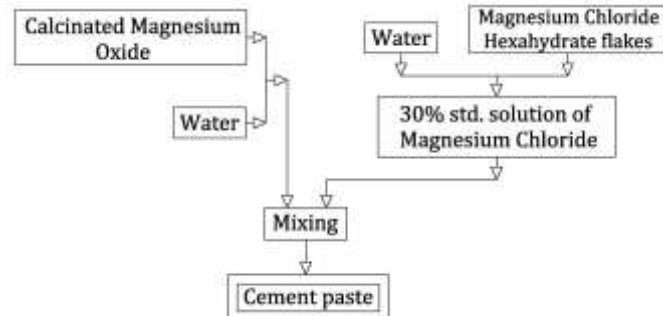 Calcinated Magnesium
Oxide
Water
Magnesium Chloride
Hexahydrate flakes
Water
30% std. solution of
Magnesium Chloride
Mixing
Cement paste